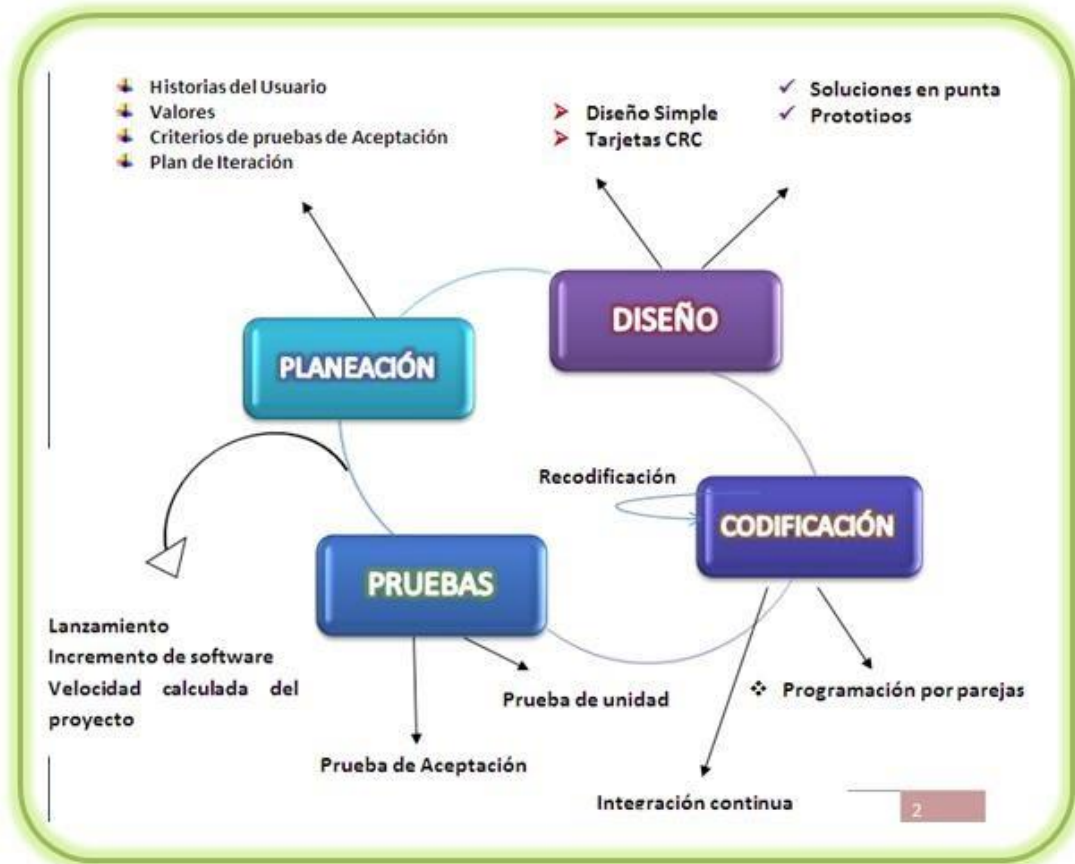 Historias del Usuario
Valores
Criterios de pruebas de Aceptación
Plan de Iteración
Diseño Simple
Tarjetas CRC
Soluciones en punta
Prototipos
DISEÑO
PLANEACIÓN
Recodificación
CODIFICACIÓN
PRUEBAS
Lanzamiento
Incremento de software
Velocidad calculada del
proyecto
Prueba de unidad
Programación por parejas
Prueba de Aceptación
Integración continua
2